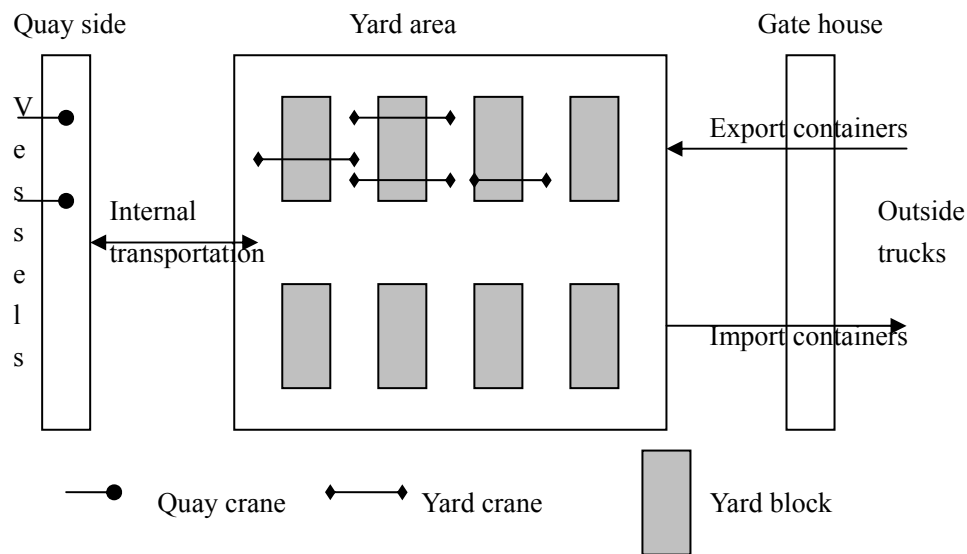 Quay side
Yard area
Gate house
Vessels
Export containers
Internal
transportation
Outside
trucks
Import containers
Quay crane
Yard crane
Yard block